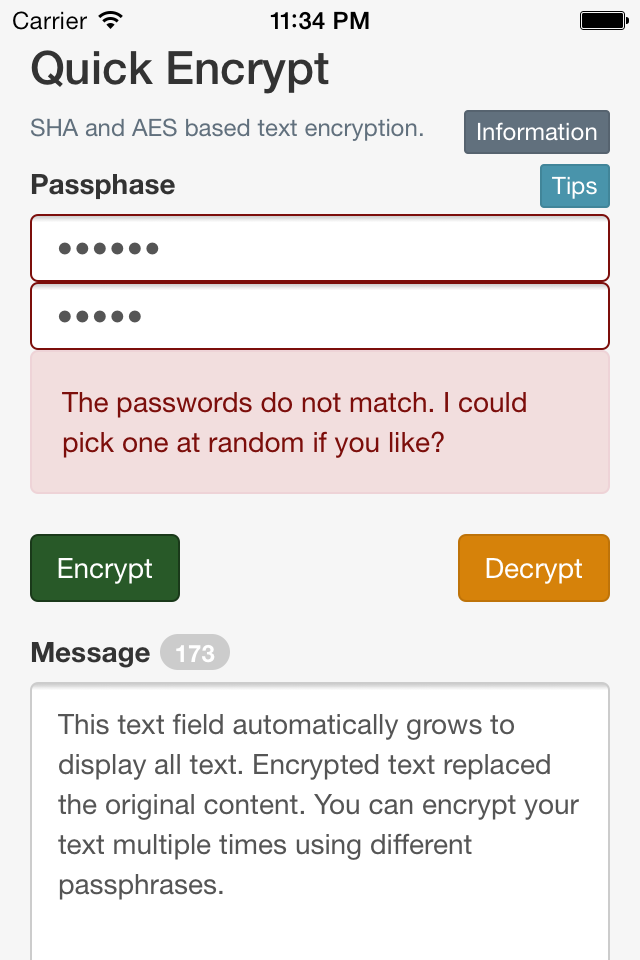 Carrier 11:34 PM
Quick Encrypt
SHA and AES based text encryption. Information
Passphase Tips
••••••
•••••
The passwords do not match. I could
pick one at random if you like?
Encrypt Decrypt
Message 173
This text field automatically grows to
display all text. Encrypted text replaced
the original content. You can encrypt your
text multiple times using different
passphrases.